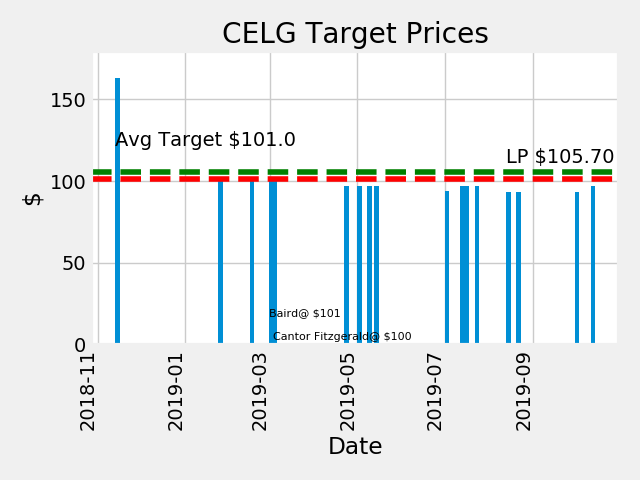 CELG Target Prices
150
Avg Target $101.0
LP $105.70
100
$
50
Baird@ $101
Cantor Fitzgerald@ $100
0
2018-11
2019-01
2019-03
2019-05
2019-07
2019-09
Date